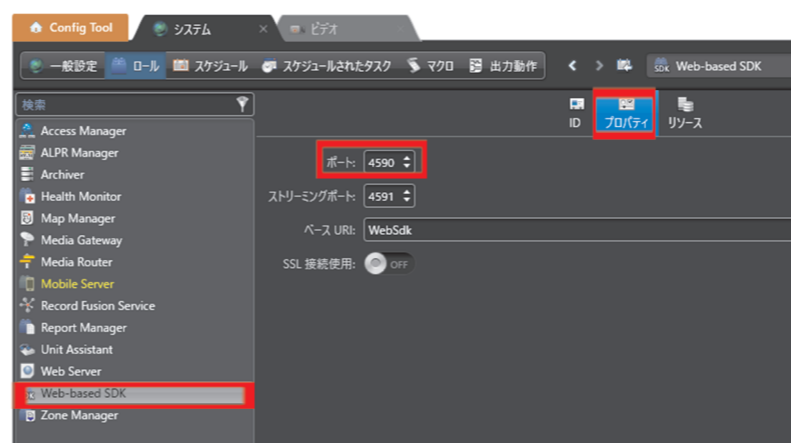 Config Tool システム ビデオ
一般設定 ロール スケジュール スケジュールされたタスク マクロ 出力動作 Web-based SDK
検索
ID プロパティ リソース
Access Manager
ALPR Manager
Archiver
Health Monitor
Map Manager
Media Gateway
Media Router
Mobile Server
Record Fusion Service
Report Manager
Unit Assistant
Web Server
Web-based SDK
Zone Manager
ポート: 4590
ストリーミングポート: 4591
ベース URI: WebSdk
SSL 接続使用: OFF